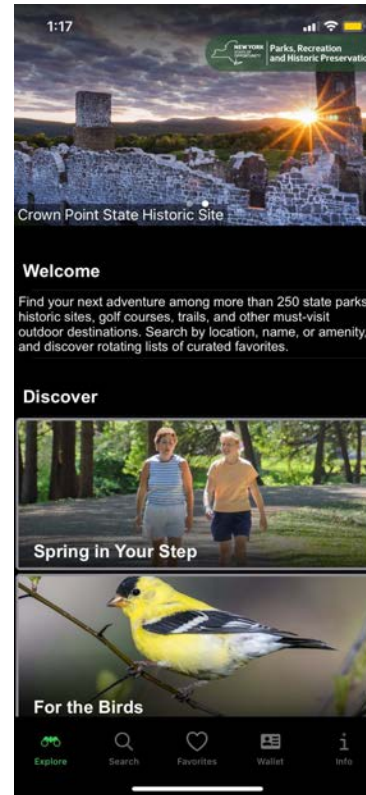 1:17
NEW YORK
STATE OF
OPPORTUNITY
Parks, Recreation
and Historic Preservatio
Crown Point State Historic Site
Welcome
Find your next adventure among more than 250 state parks
historic sites, golf courses, trails, and other must-visit
outdoor destinations. Search by location, name, or amenity,
and discover rotating lists of curated favorites.
Discover
Spring in Your Step
For the Birds
Explore
Search
Favorites
Wallet
Info